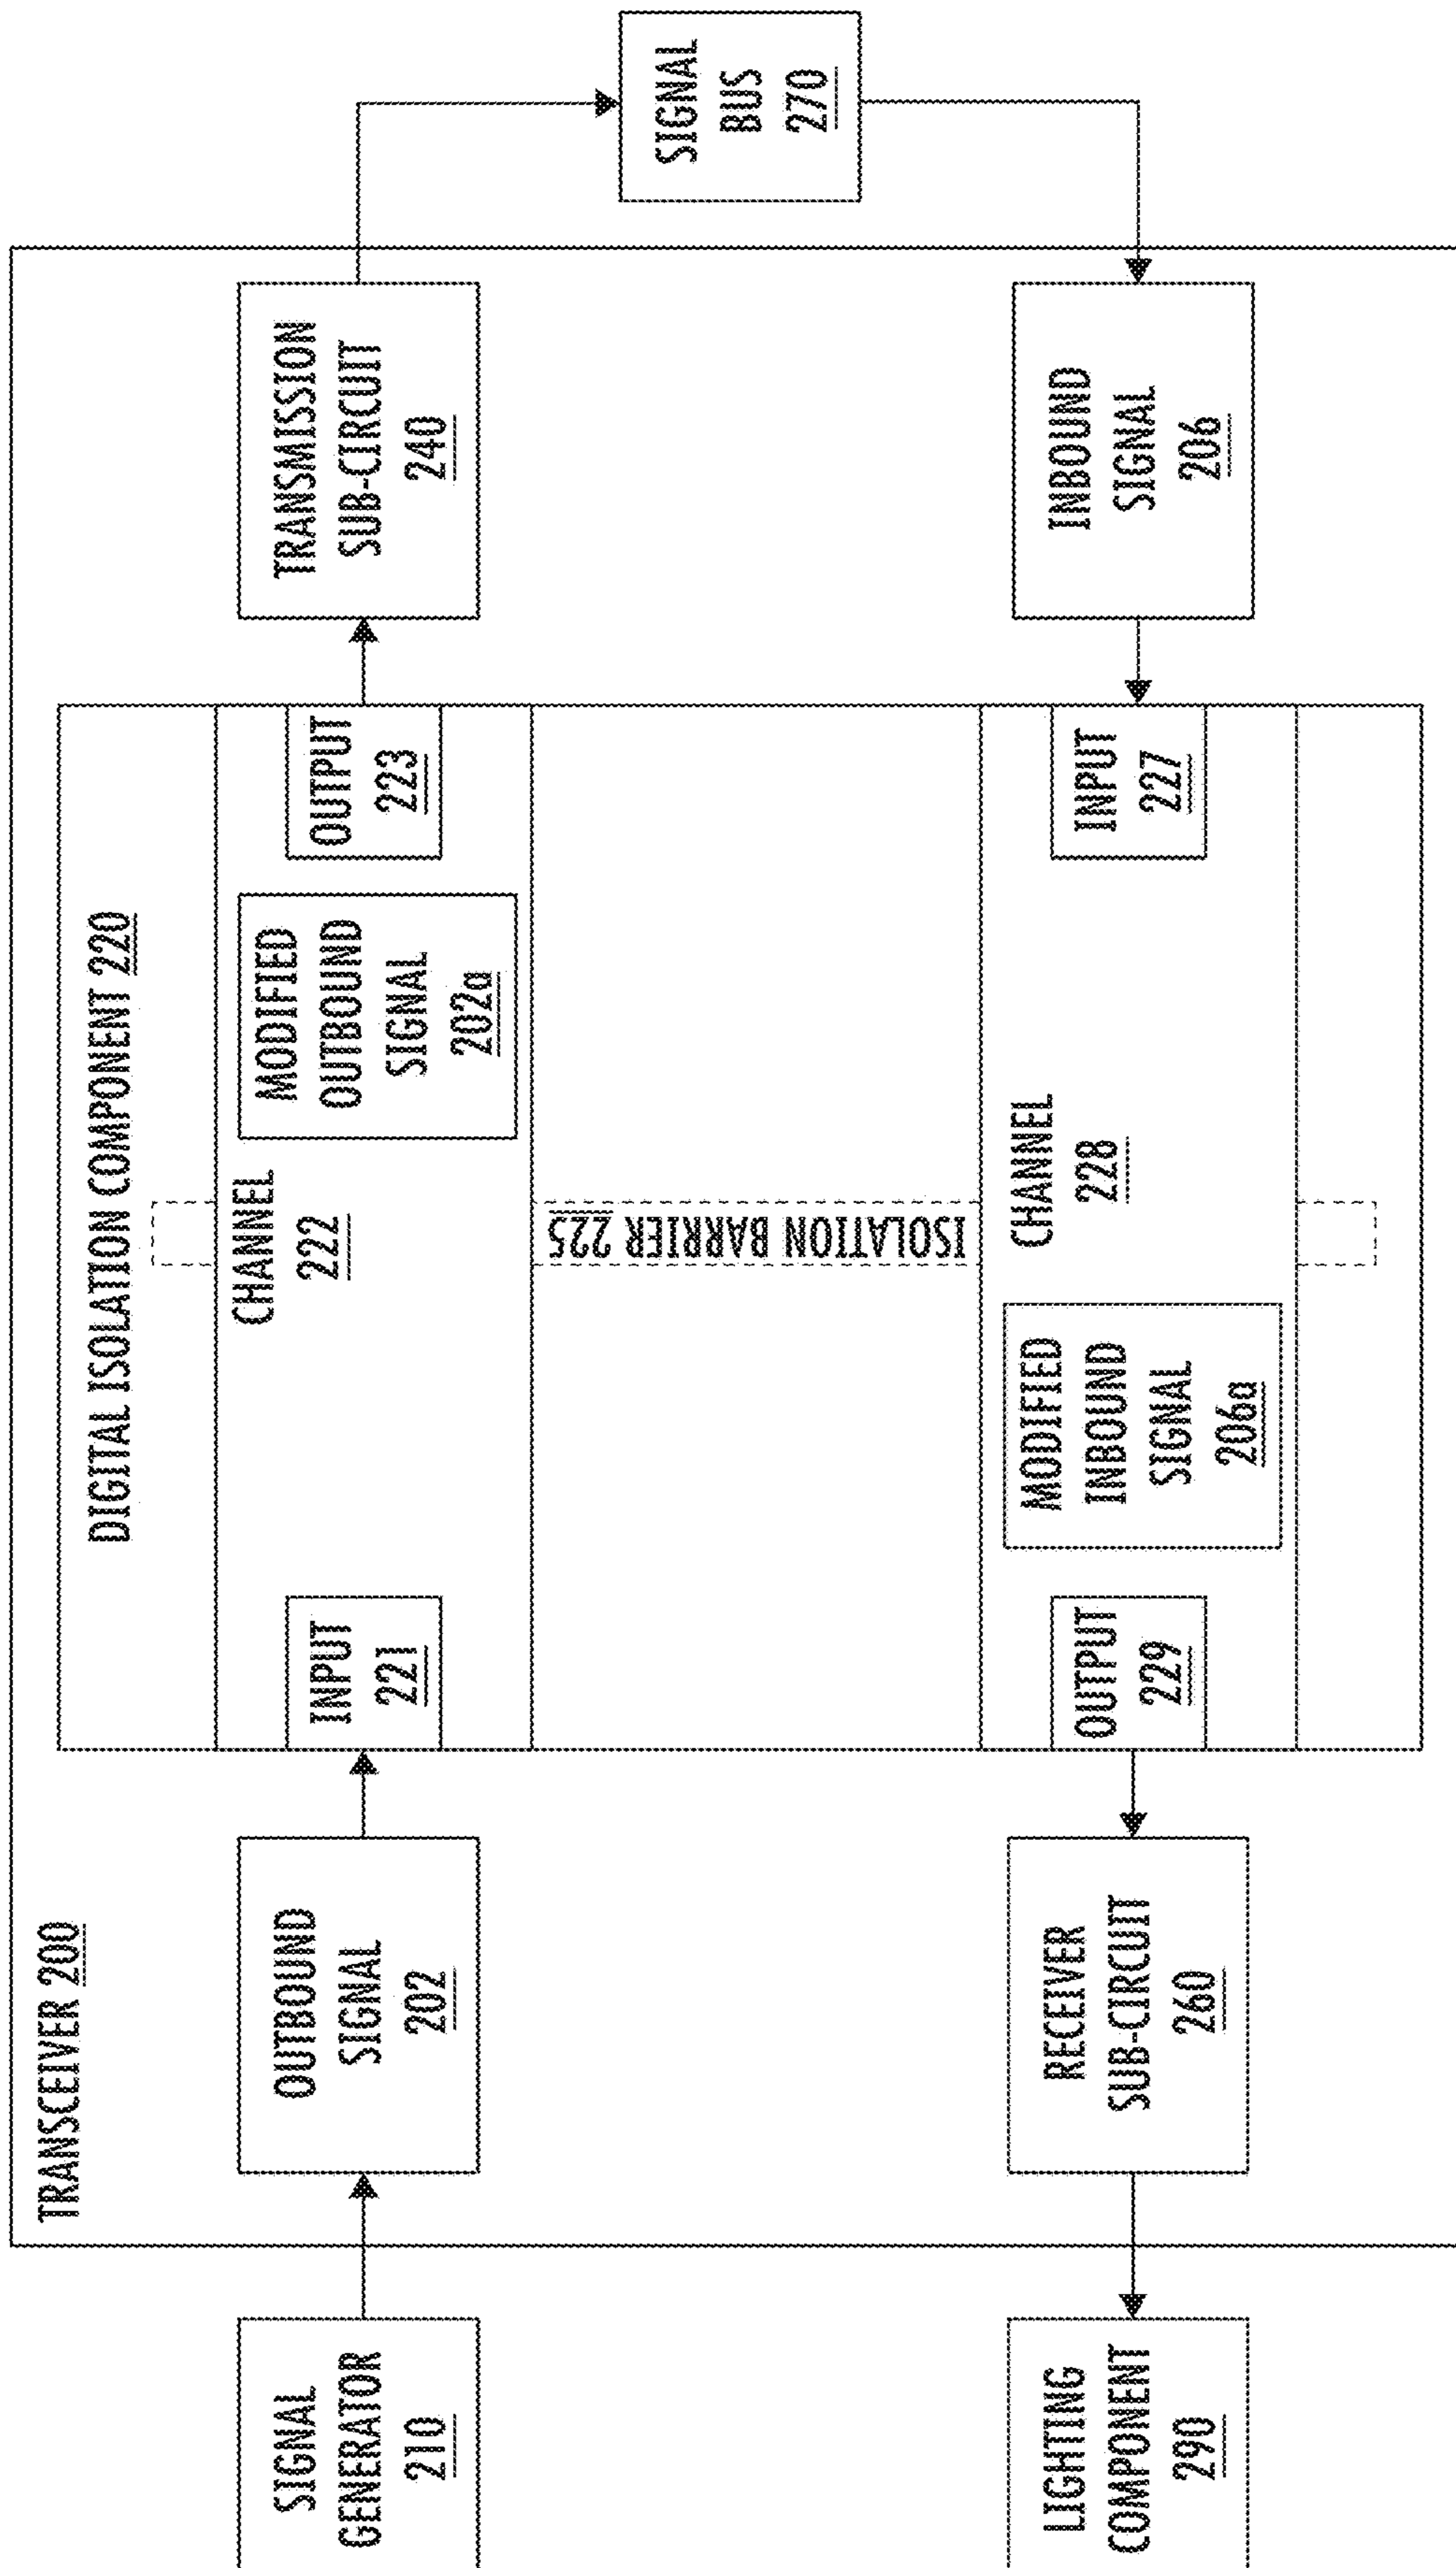 TRANSCEIVER 200
DIGITAL ISOLATION COMPONENT 220
SIGNAL
GENERATOR
210
OUTBOUND
SIGNAL
202
INPUT
221
CHANNEL
222
MODIFIED
OUTBOUND
SIGNAL
202a
OUTPUT
223
TRANSMISSION
SUB-CIRCUIT
240
SIGNAL
BUS
270
ISOLATION BARRIER 225
LIGHTING
COMPONENT
290
RECEIVER
SUB-CIRCUIT
260
OUTPUT
229
MODIFIED
INBOUND
SIGNAL
206a
CHANNEL
228
INPUT
227
INBOUND
SIGNAL
206